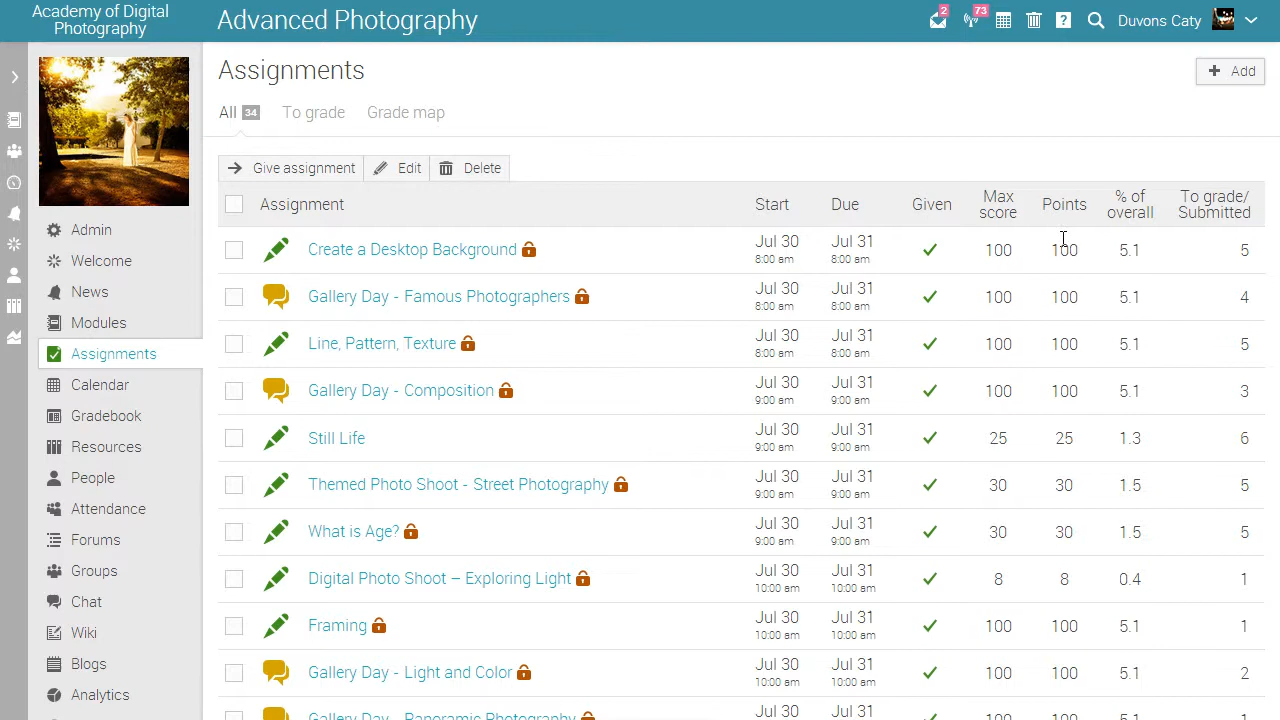 Academy of Digital
Photography
Advanced Photography
2
73
Duvons Caty
Assignments
Add
All 34
To grade
Grade map
Give assignment
Edit
Delete
Assignment Start Due Given Max score Points % of overall To grade/ Submitted
Create a Desktop Background Jul 30 8:00 am Jul 31 8:00 am 100 100 5.1 5
Gallery Day - Famous Photographers Jul 30 8:00 am Jul 31 8:00 am 100 100 5.1 4
Line, Pattern, Texture Jul 30 8:00 am Jul 31 8:00 am 100 100 5.1 5
Gallery Day - Composition Jul 30 9:00 am Jul 31 9:00 am 100 100 5.1 3
Still Life Jul 30 9:00 am Jul 31 9:00 am 25 25 1.3 6
Themed Photo Shoot - Street Photography Jul 30 9:00 am Jul 31 9:00 am 30 30 1.5 5
What is Age? Jul 30 9:00 am Jul 31 9:00 am 30 30 1.5 5
Digital Photo Shoot – Exploring Light Jul 30 10:00 am Jul 31 10:00 am 8 8 0.4 1
Framing Jul 30 10:00 am Jul 31 10:00 am 100 100 5.1 1
Gallery Day - Light and Color Jul 30 10:00 am Jul 31 10:00 am 100 100 5.1 2
Gallery Day - Panoramic Photography Jul 30 Jul 31 100 100 5.1 1
Admin
Welcome
News
Modules
Assignments
Calendar
Gradebook
Resources
People
Attendance
Forums
Groups
Chat
Wiki
Blogs
Analytics